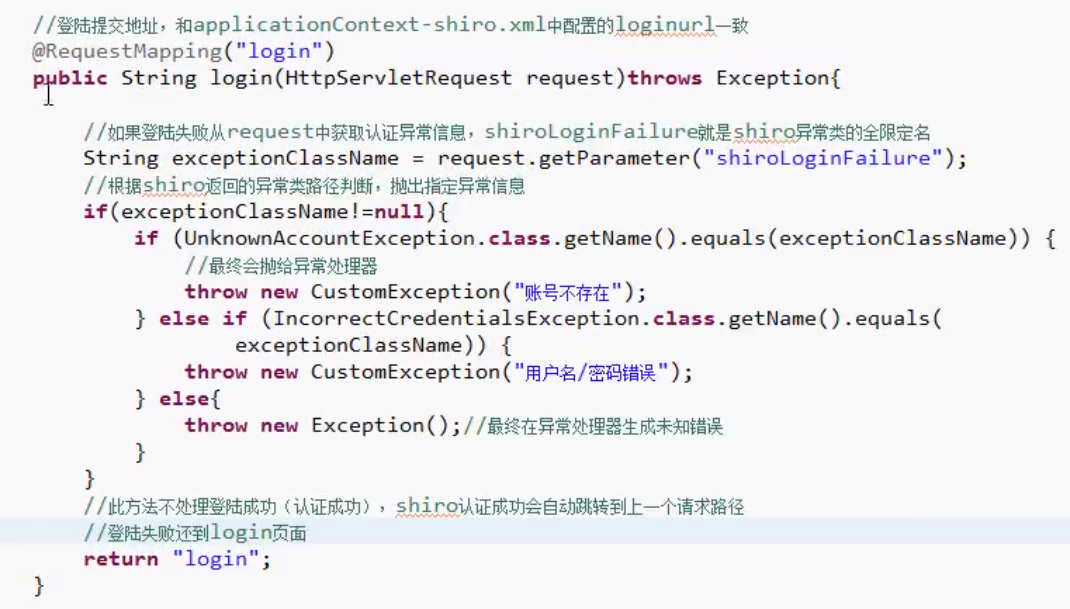 //登陆提交地址，和applicationContext-shiro.xml中配置的loginurl一致
@RequestMapping("login")
public String login(HttpServletRequest request)throws Exception{
//如果登陆失败从request中获取认证异常信息，shiroLoginFailure就是shiro异常类的全限定名
String exceptionClassName = request.getParameter("shiroLoginFailure");
//根据shiro返回的异常类路径判断，抛出指定异常信息
if(exceptionClassName!=null){
if (UnknownAccountException.class.getName().equals(exceptionClassName)) {
//最终会抛给异常处理器
throw new CustomException("账号不存在");
} else if (IncorrectCredentialsException.class.getName().equals(
exceptionClassName)) {
throw new CustomException("用户名/密码错误");
} else{
throw new Exception();//最终在异常处理器生成未知错误
}
}
//此方法不处理登陆成功（认证成功），shiro认证成功会自动跳转到上一个请求路径
//登陆失败还到login页面
return "login";
}